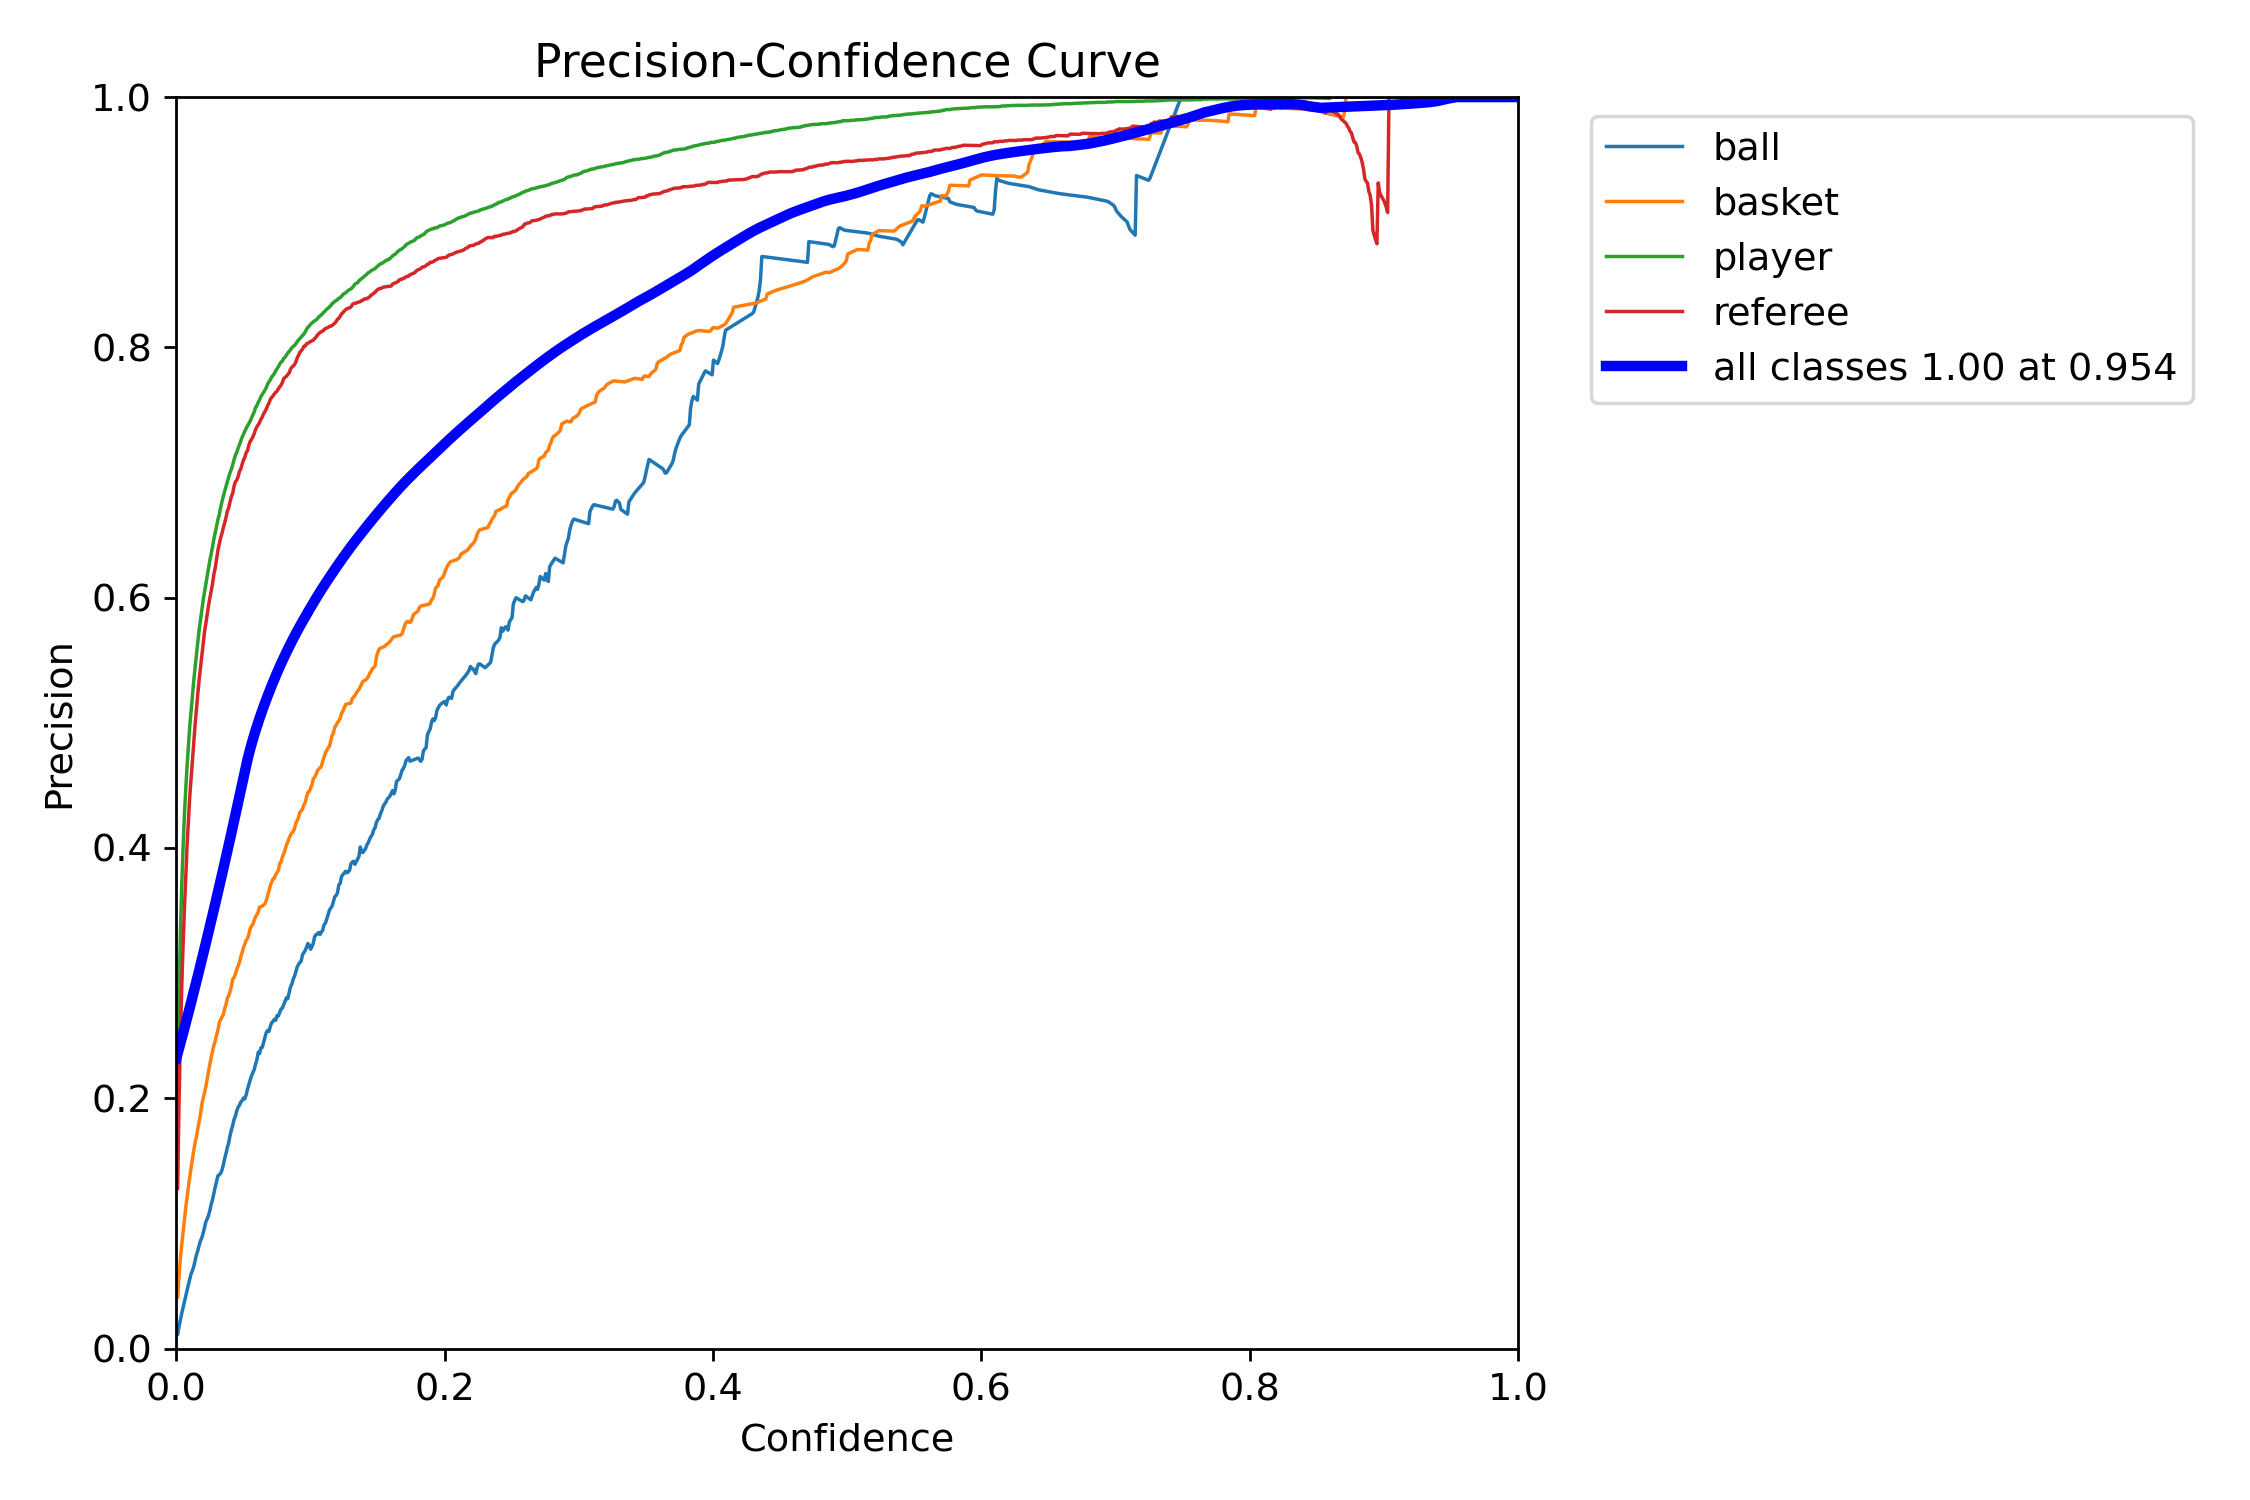 Precision-Confidence Curve
1.0
0.8
0.6
0.4
0.2
0.0
Precision
0.0 0.2 0.4 0.6 0.8 1.0
Confidence
ball
basket
player
referee
all classes 1.00 at 0.954